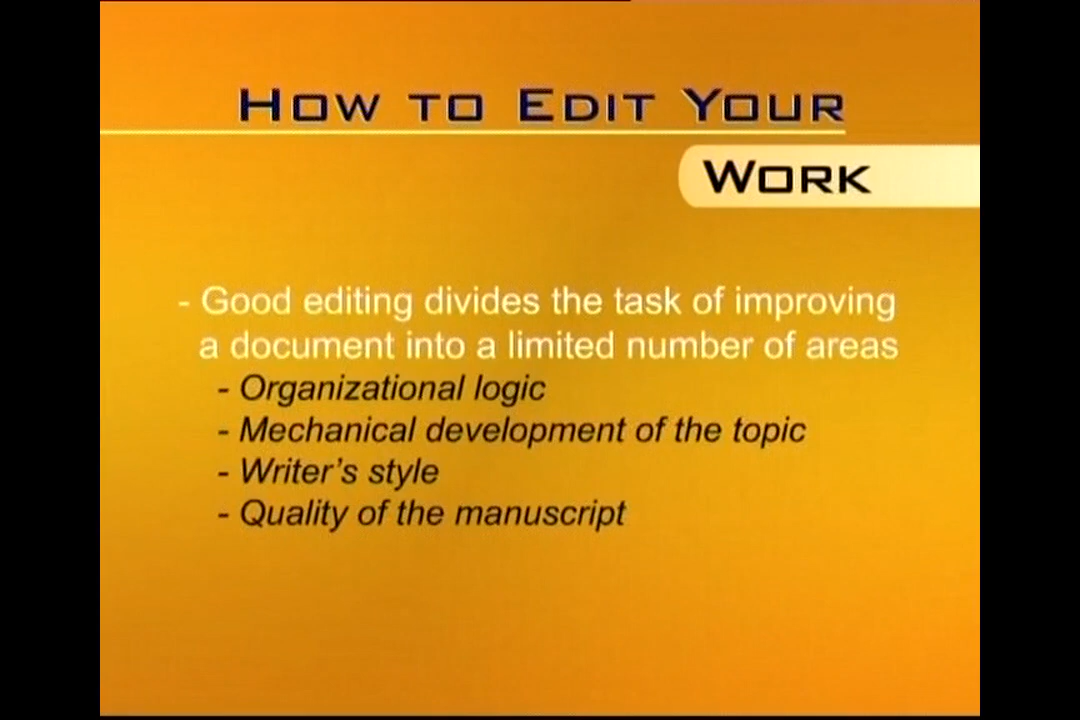 HOW TO EDIT YOUR
WORK
- Good editing divides the task of improving
a document into a limited number of areas
- Organizational logic
- Mechanical development of the topic
- Writer's style
- Quality of the manuscript